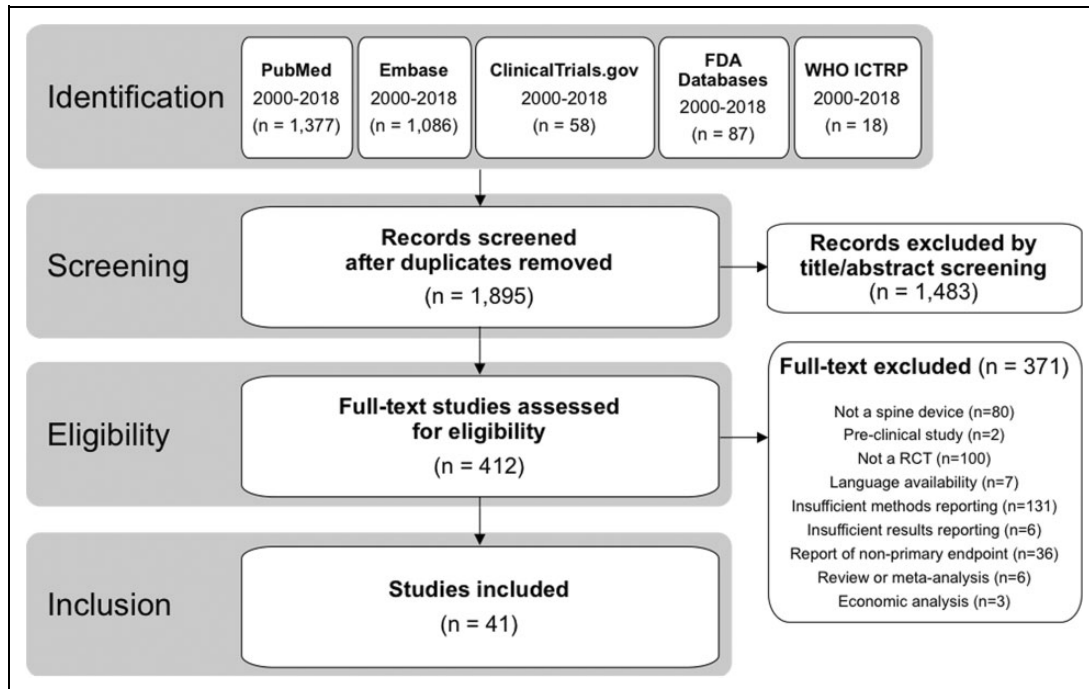 Identification
PubMed
2000-2018
(n = 1,377)
Embase
2000-2018
(n = 1,086)
ClinicalTrials.gov
2000-2018
(n = 58)
FDA
Databases
2000-2018
(n = 87)
WHO ICTRP
2000-2018
(n = 18)
Screening
Records screened
after duplicates removed
(n = 1,895)
Records excluded by
title/abstract screening
(n = 1,483)
Eligibility
Full-text studies assessed
for eligibility
(n = 412)
Full-text excluded (n = 371)
Not a spine device (n=80)
Pre-clinical study (n=2)
Not a RCT (n=100)
Language availability (n=7)
Insufficient methods reporting (n=131)
Insufficient results reporting (n=6)
Report of non-primary endpoint (n=36)
Review or meta-analysis (n=6)
Economic analysis (n=3)
Inclusion
Studies included
(n = 41)